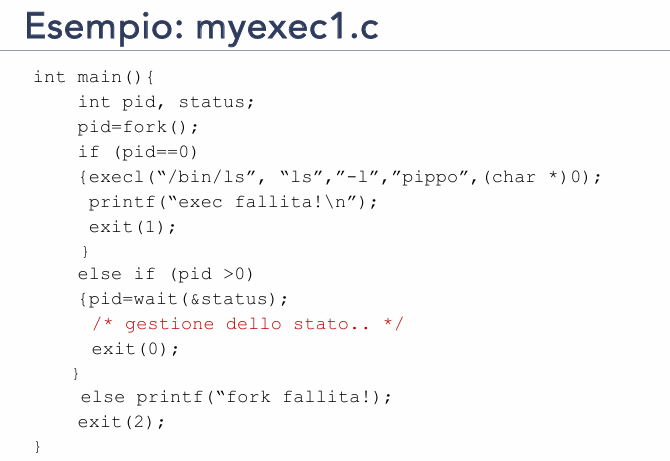 Esempio: myexec1.c
int main(){
int pid, status;
pid=fork();
if (pid==0)
{execl(“/bin/ls”, “ls”,”-l”,”pippo”,(char *)0);
printf(“exec fallita!\n”);
exit(1);
}
else if (pid >0)
{pid=wait(&status);
/* gestione dello stato.. */
exit(0);
}
else printf(“fork fallita!);
exit(2);
}